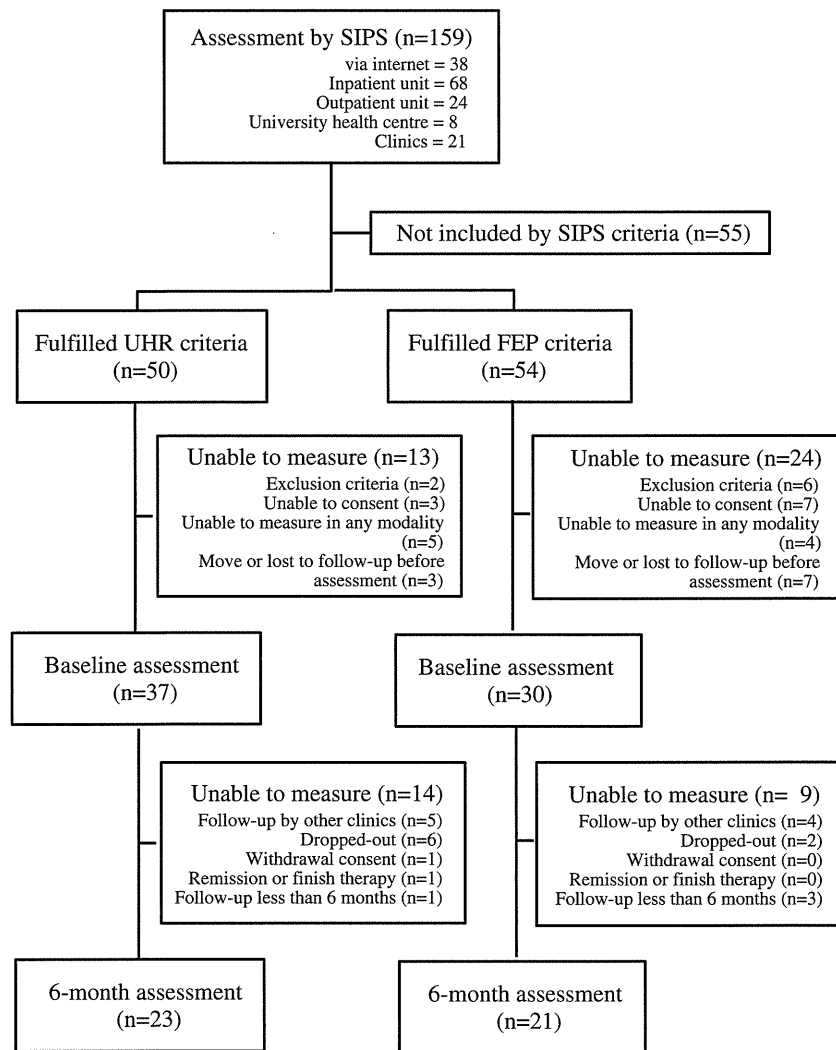 Assessment by SIPS (n=159)
via internet = 38
Inpatient unit = 68
Outpatient unit = 24
University health centre = 8
Clinics = 21
Not included by SIPS criteria (n=55)
Fulfilled UHR criteria
(n=50)
Fulfilled FEP criteria
(n=54)
Unable to measure (n=13)
Exclusion criteria (n=2)
Unable to consent (n=3)
Unable to measure in any modality
(n=5)
Move or lost to follow-up before
assessment (n=3)
Unable to measure (n=24)
Exclusion criteria (n=6)
Unable to consent (n=7)
Unable to measure in any modality
(n=4)
Move or lost to follow-up before
assessment (n=7)
Baseline assessment
(n=37)
Baseline assessment
(n=30)
Unable to measure (n=14)
Follow-up by other clinics (n=5)
Dropped-out (n=6)
Withdrawal consent (n=1)
Remission or finish therapy (n=1)
Follow-up less than 6 months (n=1)
Unable to measure (n= 9)
Follow-up by other clinics (n=4)
Dropped-out (n=2)
Withdrawal consent (n=0)
Remission or finish therapy (n=0)
Follow-up less than 6 months (n=3)
6-month assessment
(n=23)
6-month assessment
(n=21)